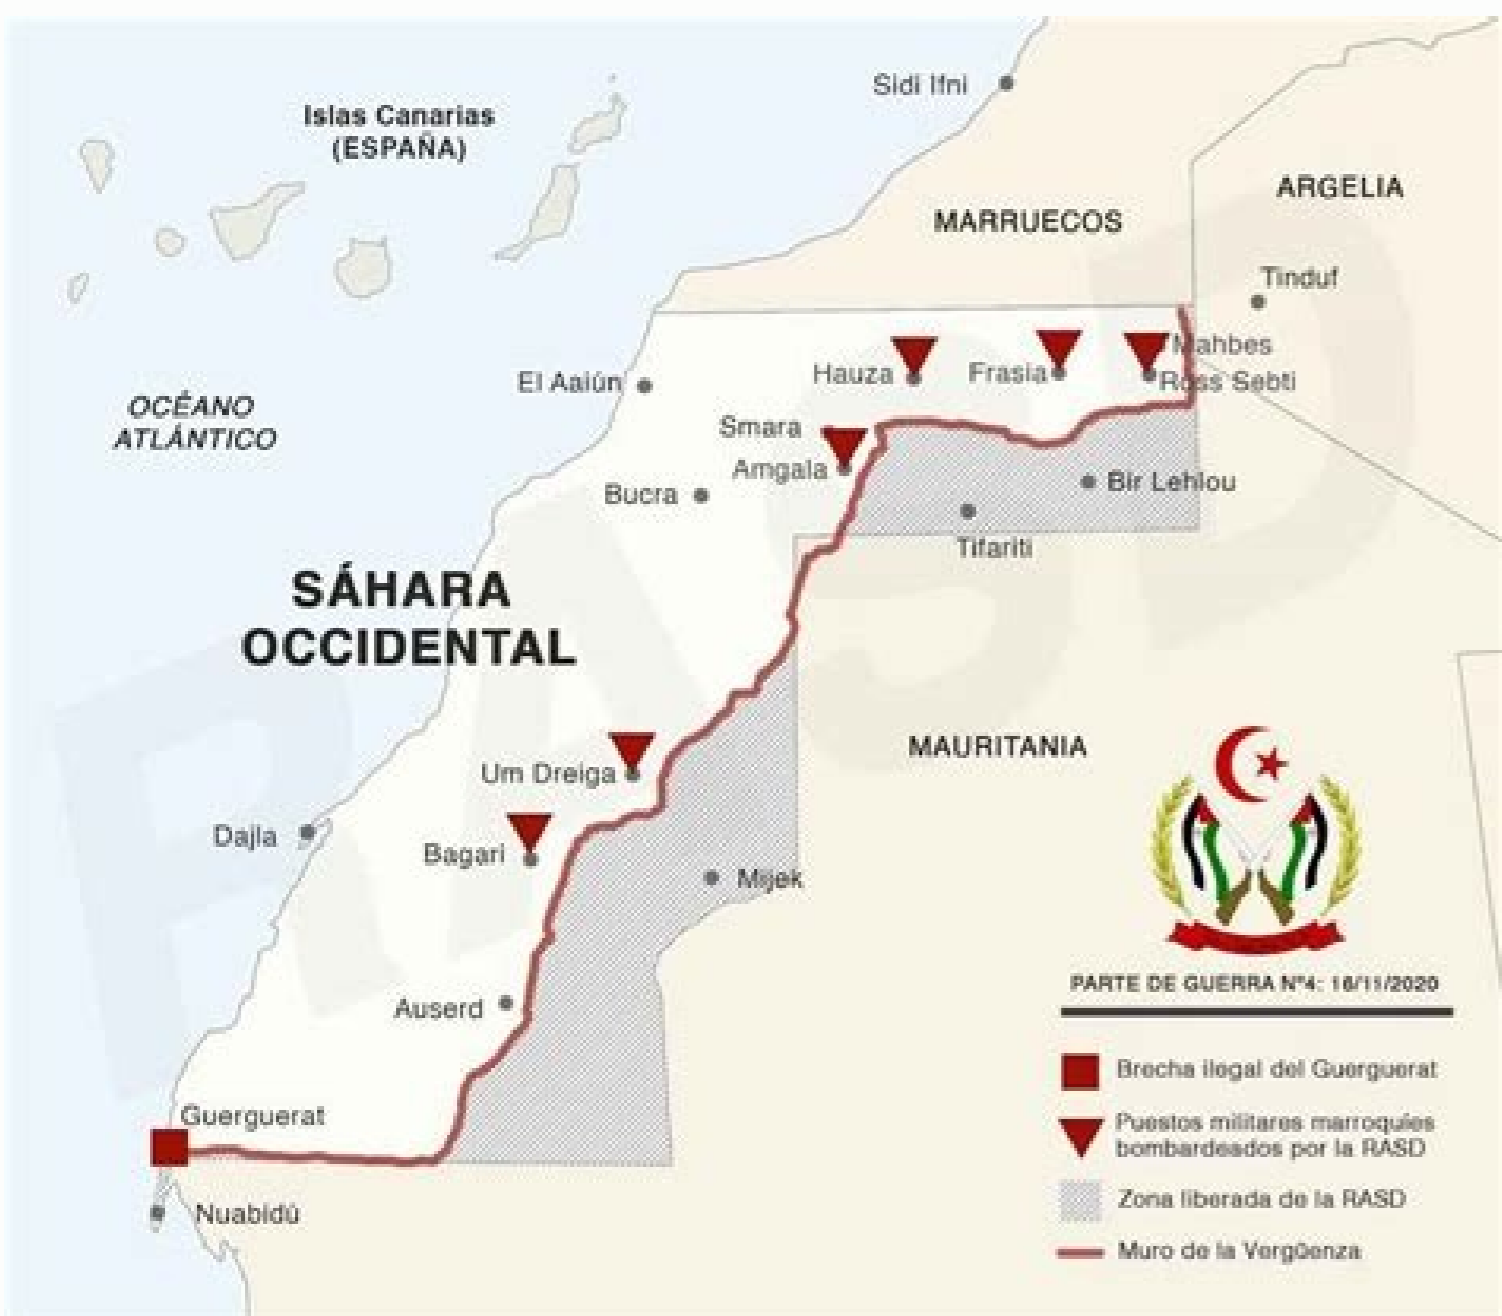 Sidi Ifni
Islas Canarias
(ESPAÑA)
ARGELIA
MARRUECOS
Tinduf
Mahbes
Hauza
Frasia
Ross Sebti
El Aaiún
OCÉANO
ATLÁNTICO
Smara
Amgala
Bucra
Bir Lehlou
Tifariti
SÁHARA
OCCIDENTAL
MAURITANIA
Um Dreiga
Dajla
Bagari
Mijek
PARTE DE GUERRA Nº4: 16/11/2020
Auserd
Brecha ilegal del Guerguerat
Guerguerat
Puestos militares marroquíes
bombardeados por la RASD
Zona liberada de la RASD
Nuabidú
Muro de la Vergüenza
RASD